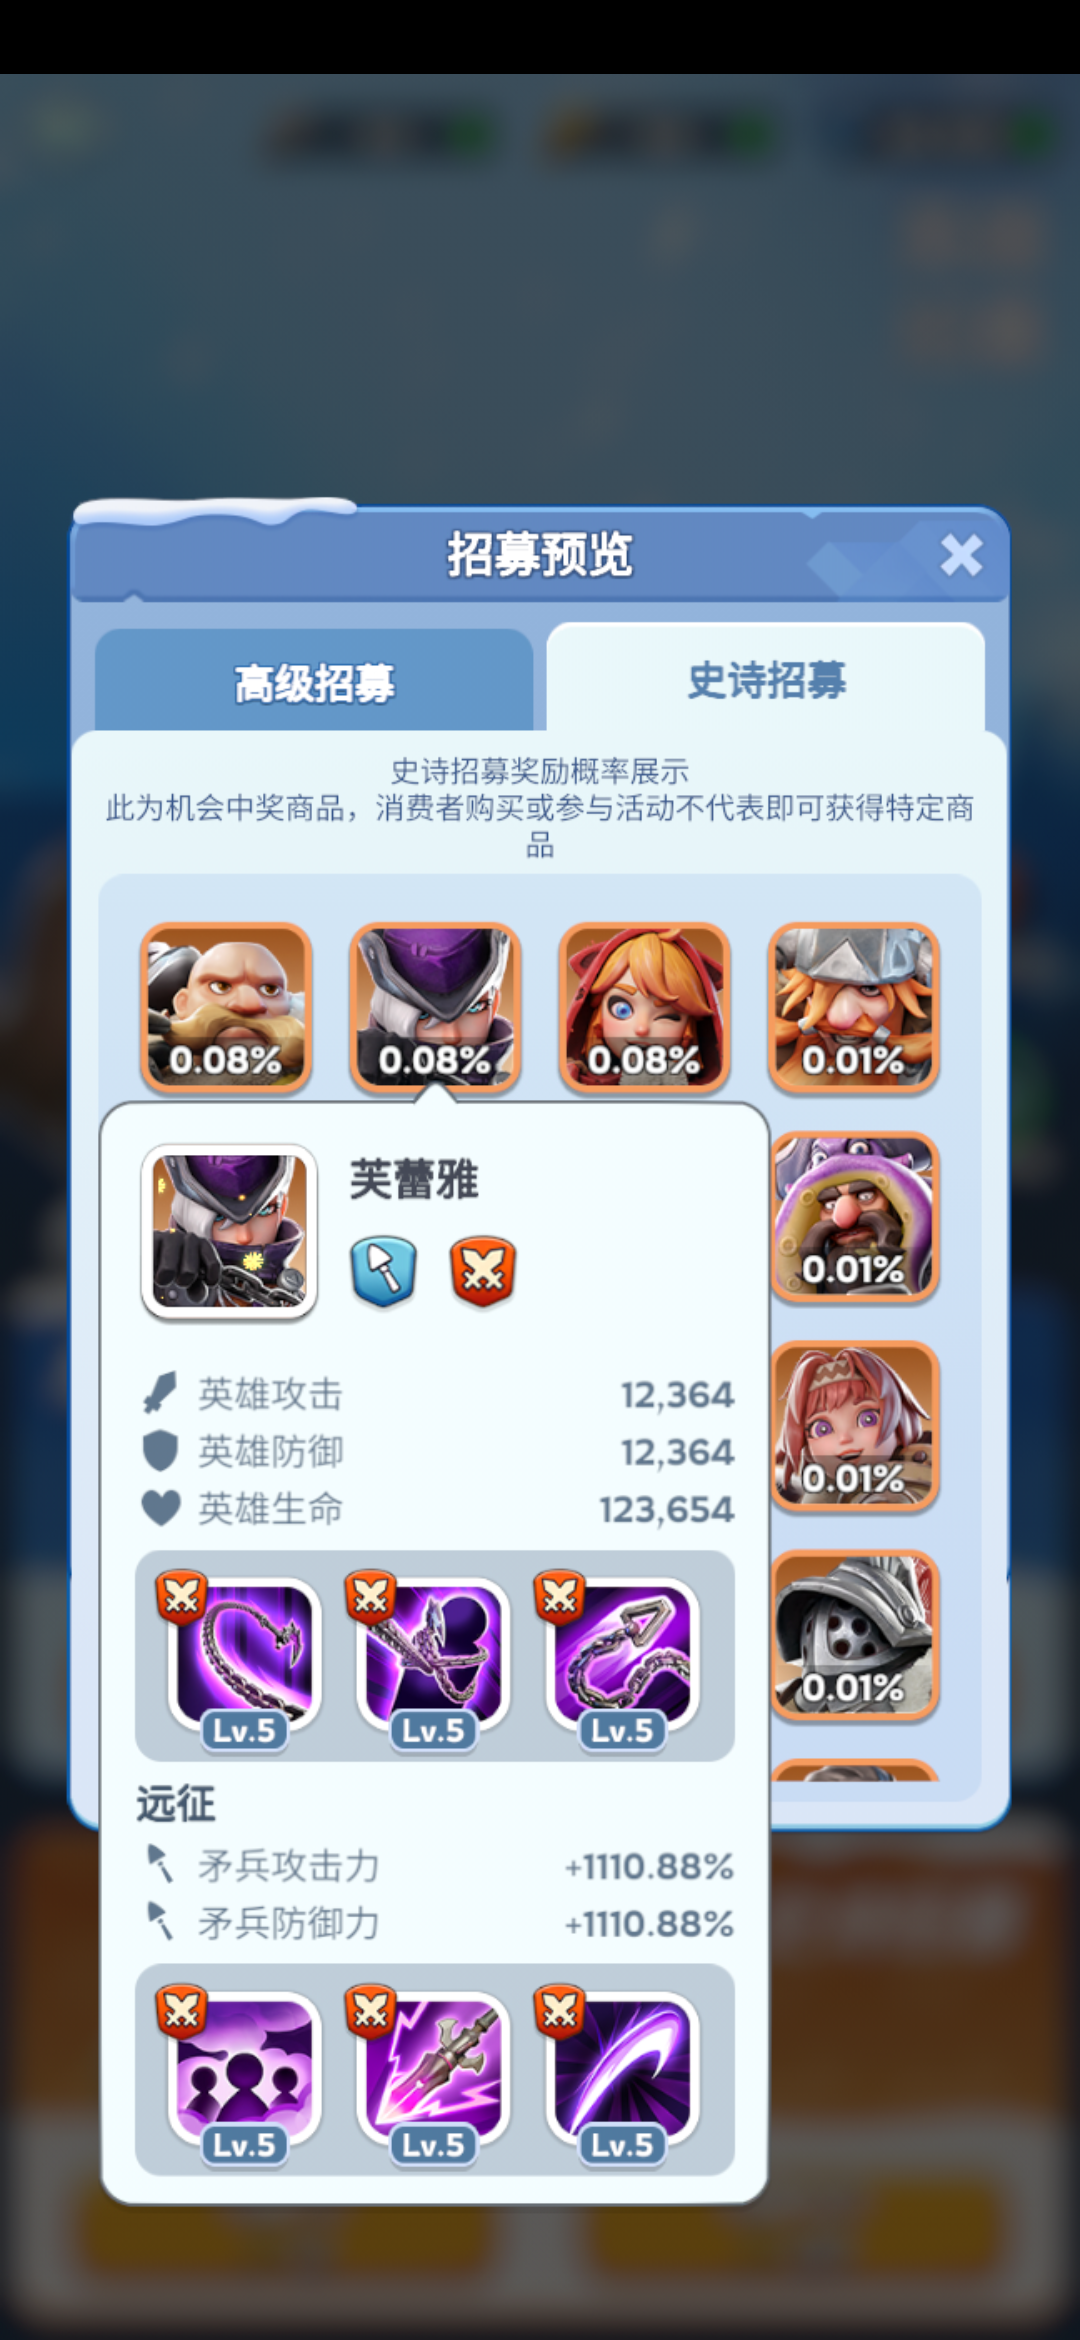 招募预览
高级招募
史诗招募
史诗招募奖励概率展示
此为机会中奖商品，消费者购买或参与活动不代表即可获得特定商
品
0.08%
0.08%
0.08%
0.01%
芙蕾雅
0.01%
英雄攻击 12,364
英雄防御 12,364
英雄生命 123,654
0.01%
Lv.5
Lv.5
Lv.5
0.01%
远征
矛兵攻击力 +1110.88%
矛兵防御力 +1110.88%
Lv.5
Lv.5
Lv.5